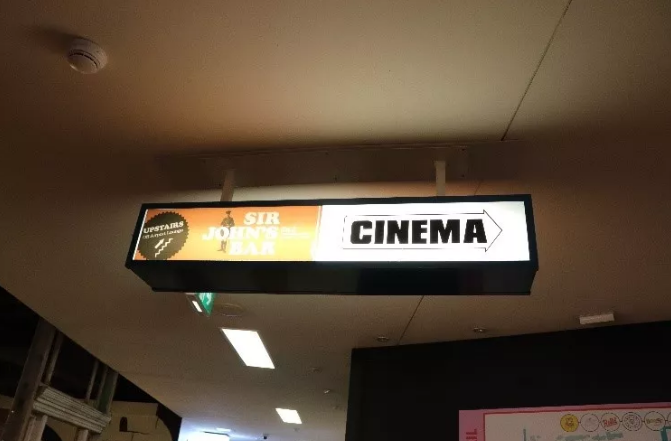 UPSTAIRS
SIR
JOHN'S
BAR
CINEMA